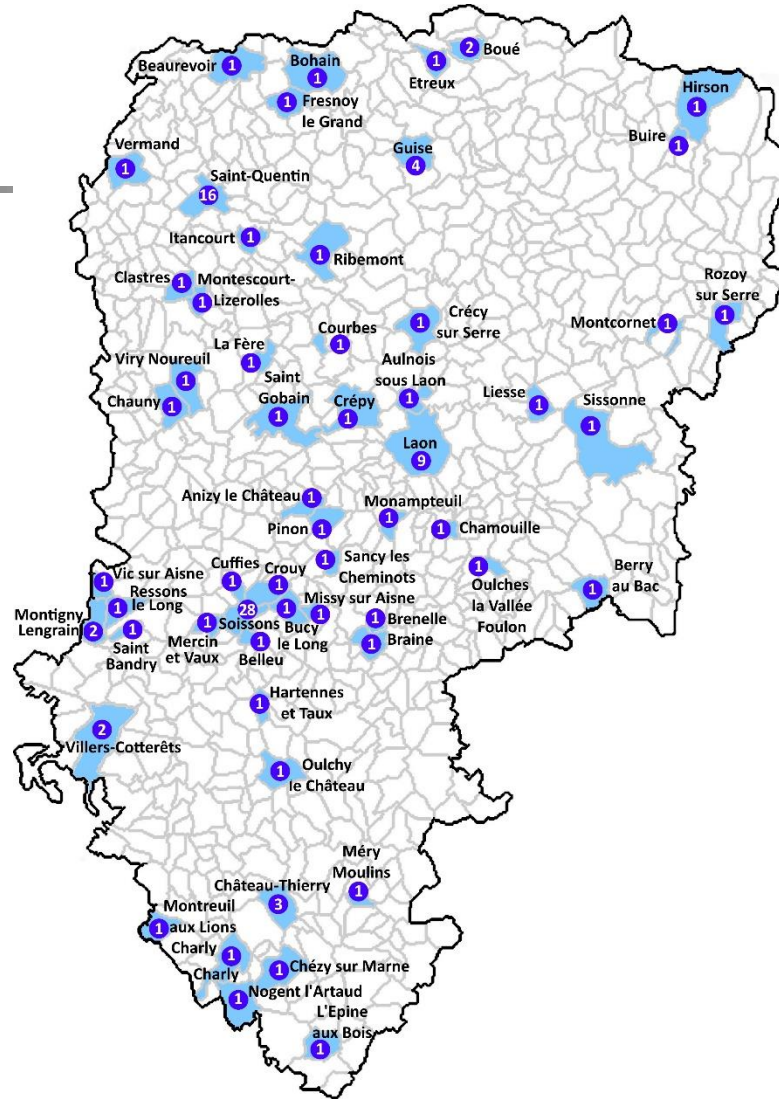 Beaurevoir
1
Bohain
1
Fresnoy
le Grand
1
Etreux
1
Boué
2
Hirson
1
Buire
1
Vermand
1
Guise
4
Saint-Quentin
16
Itancourt
1
Ribemont
1
Clastres
1
Montescourt-
Lizerolles
1
Rozoy
sur Serre
1
Montcornet
1
La Fère
1
Courbes
1
Crécy
sur Serre
1
Viry Noureuil
1
Chauny
1
Saint
Gobain
1
Crépy
1
Aulnois
sous Laon
1
Liesse
1
Sissonne
1
Laon
9
Anizy le Château
1
Pinon
1
Monampteuil
1
Chamouille
1
Sancy les
Cheminots
1
Oulches
la Vallée
Foulon
1
Berry
au Bac
1
Vic sur Aisne
1
Ressons
le Long
1
Montigny
Lengrain
2
Saint
Bandry
1
Cuffies
1
Crouy
1
Soissons
28
Mercin
et Vaux
1
Belleu
1
Bucy
le Long
1
Missy sur Aisne
1
Brenelle
1
Braine
1
Hartennes
et Taux
1
Villers-Cotterêts
2
Oulchy
le Château
1
Méry
Moulins
1
Château-Thierry
3
Montreuil
aux Lions
1
Charly
1
Charly
Chézy sur Marne
1
Nogent l'Artaud
1
L'Epine
aux Bois
1